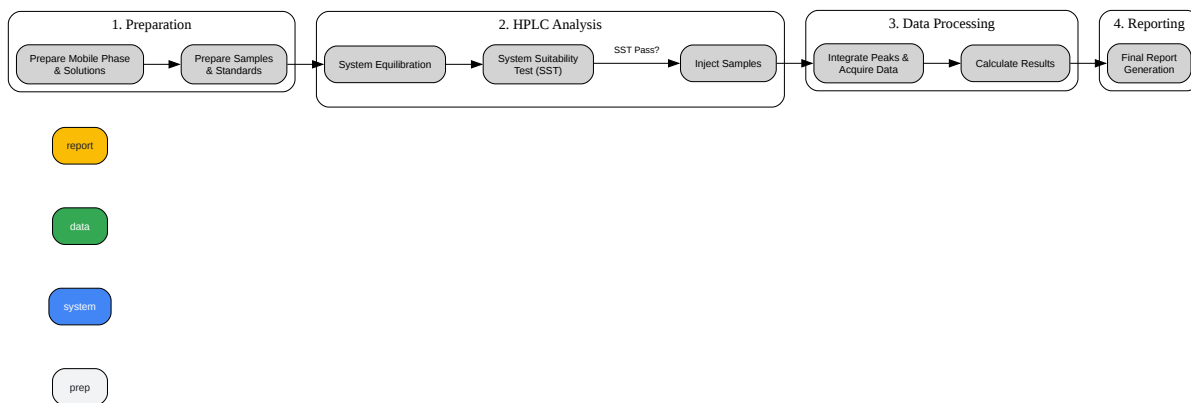 1. Preparation
Prepare Mobile Phase
& Solutions
Prepare Samples
& Standards
2. HPLC Analysis
System Equilibration
System Suitability
Test (SST)
SST Pass?
Inject Samples
3. Data Processing
Integrate Peaks &
Acquire Data
Calculate Results
4. Reporting
Final Report
Generation
report
data
system
prep